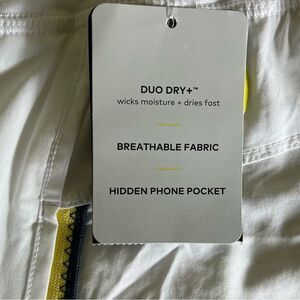 DUO DRY+™
wicks moisture + dries fast
BREATHABLE FABRIC
HIDDEN PHONE POCKET